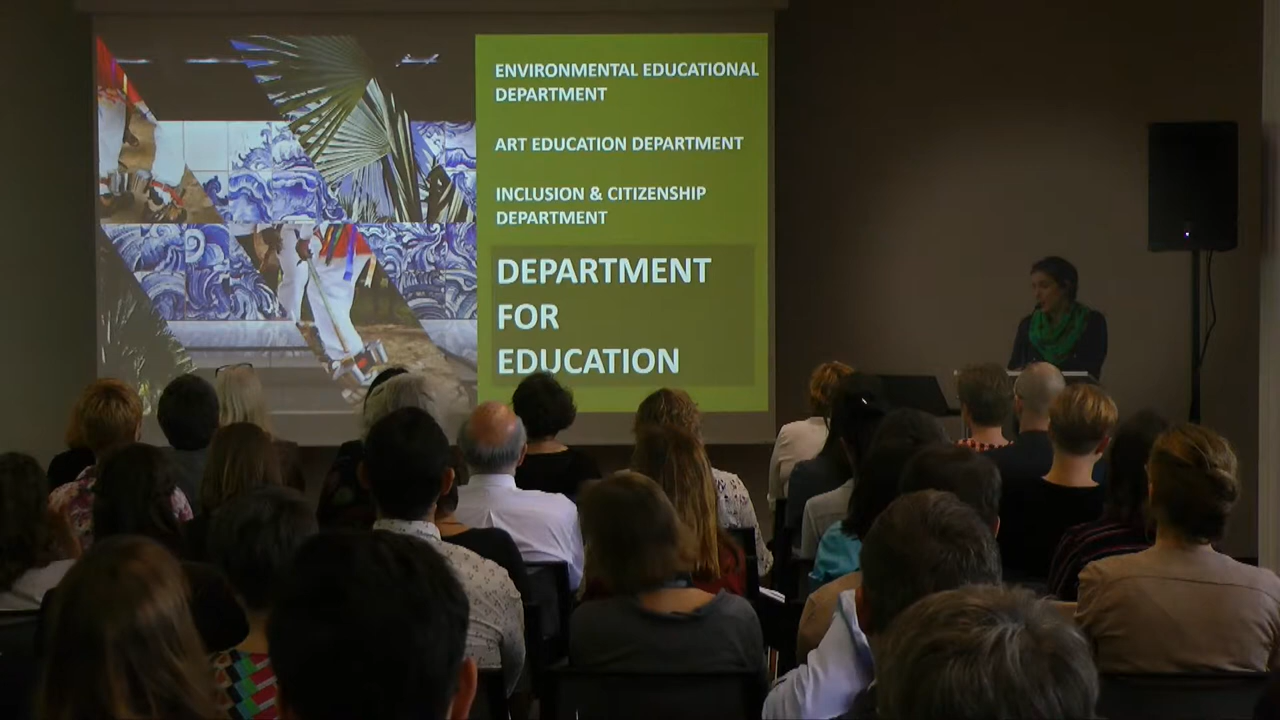 ENVIRONMENTAL EDUCATIONAL
DEPARTMENT
ART EDUCATION DEPARTMENT
INCLUSION & CITIZENSHIP
DEPARTMENT
DEPARTMENT
FOR
EDUCATION